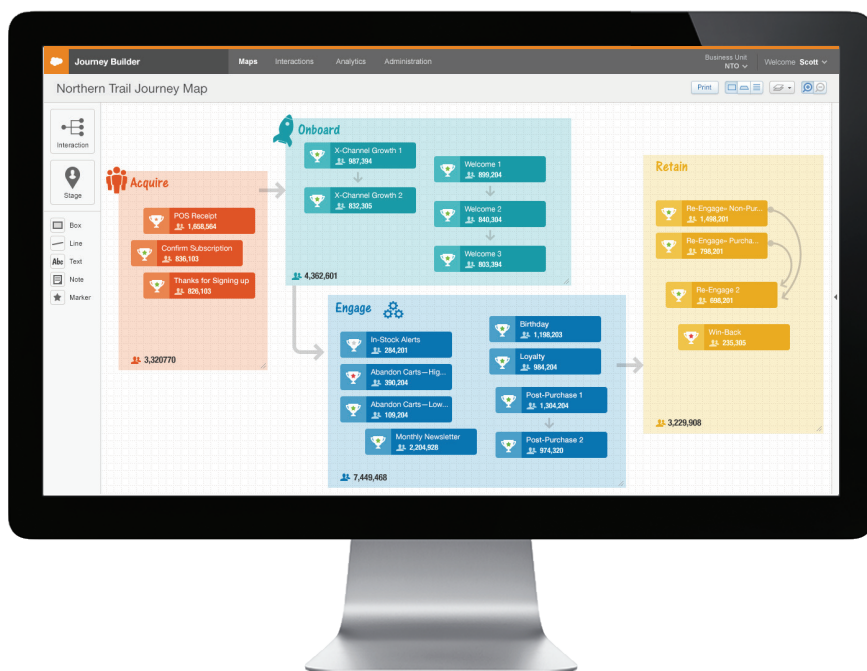 Journey Builder
Maps
Interactions
Analytics
Administration
Business Unit
NTO
Welcome Scott
Northern Trail Journey Map
Print
Interaction
Stage
Box
Line
Abc Text
Note
Marker
Acquire
POS Receipt
1,658,564
Confirm Subscription
836,103
Thanks for Signing up
826,103
3,320770
Onboard
X-Channel Growth 1
987,394
X-Channel Growth 2
832,305
Welcome 1
899,204
Welcome 2
840,304
Welcome 3
803,394
4,362,601
Engage
In-Stock Alerts
284,201
Abandon Carts—Hig...
390,204
Abandon Carts—Low...
109,204
Monthly Newsletter
2,204,928
Birthday
1,198,203
Loyalty
984,204
Post-Purchase 1
1,304,204
Post-Purchase 2
974,320
7,449,468
Retain
Re-Engage= Non-Pur...
1,498,201
Re-Engage= Purcha...
798,201
Re-Engage 2
698,201
Win-Back
235,305
3,229,908